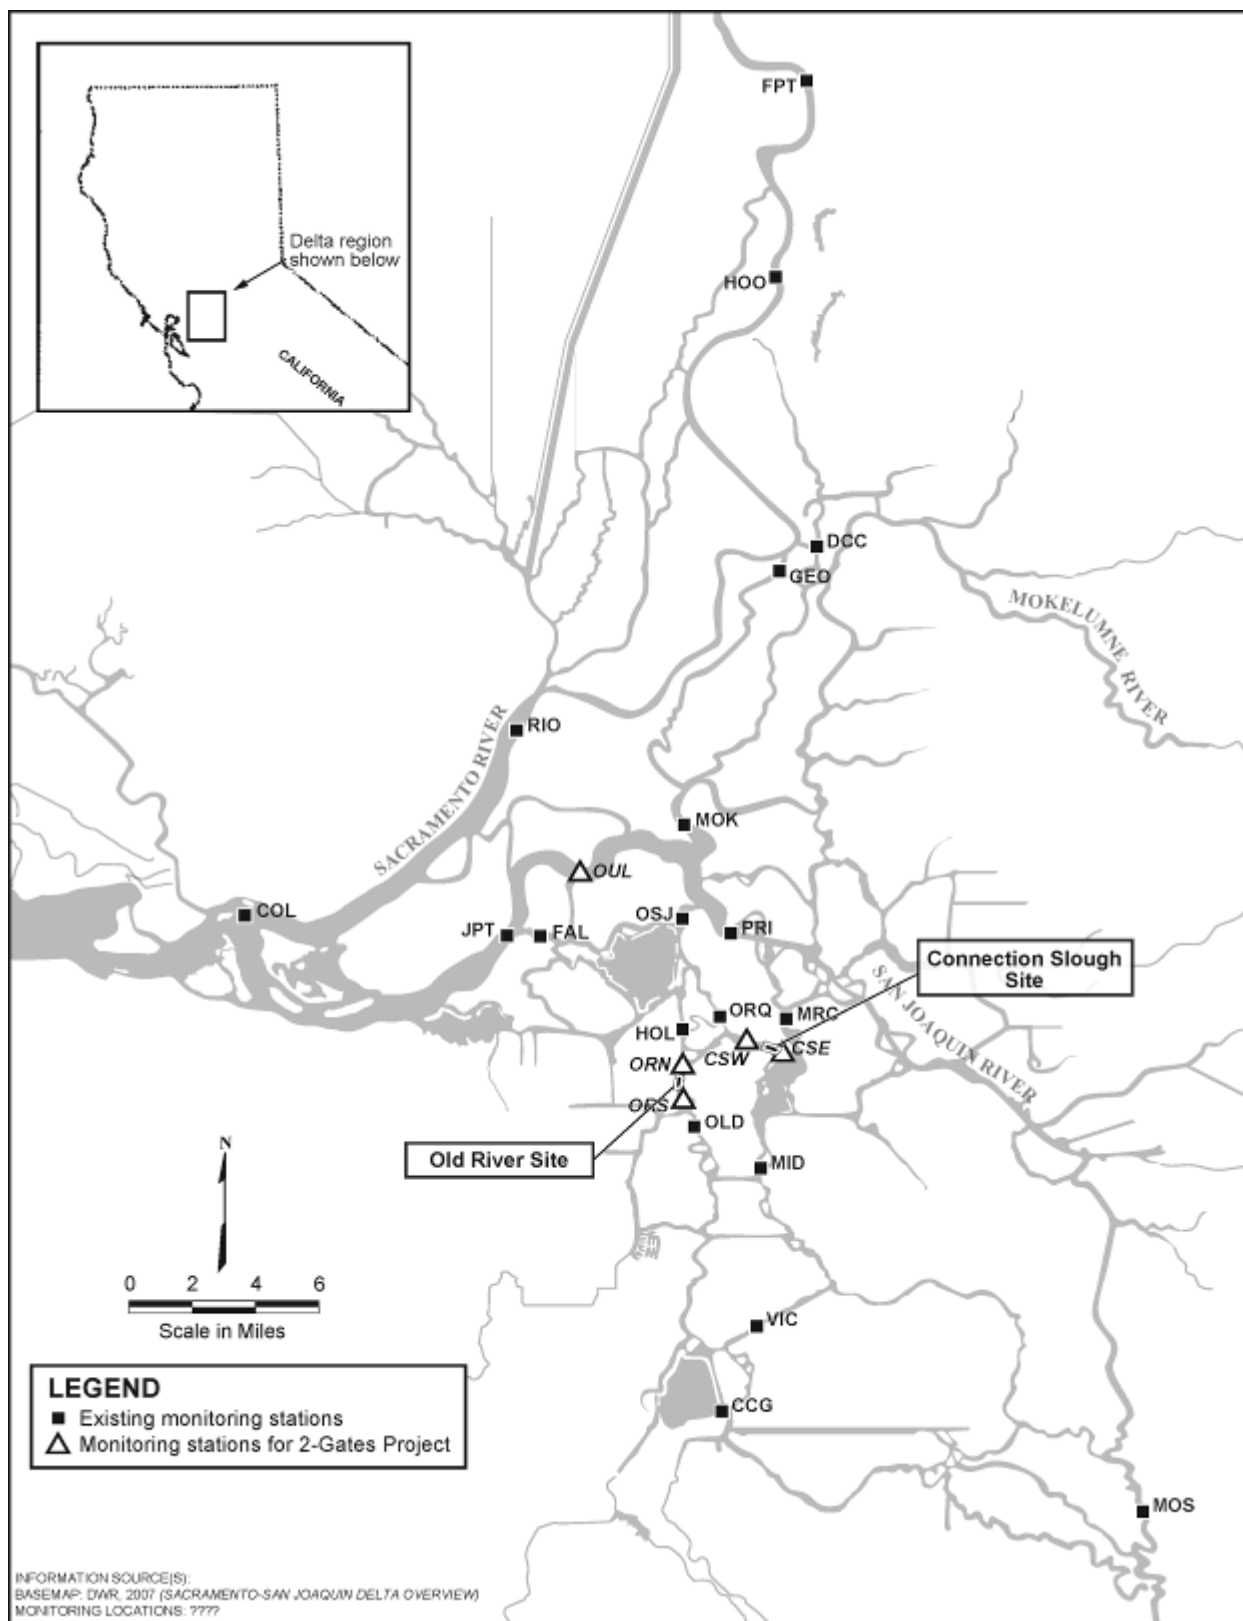 FPT
Delta region
shown below
HOO
CALIFORNIA
DCC
GEO
MOKELUMNE RIVER
RIO
SACRAMENTO RIVER
MOK
OUL
COL
OSJ
JPT
FAL
PRI
Connection Slough
Site
SAN JOAQUIN RIVER
ORQ
MRC
HOL
CSW
CSE
ORN
ORS
OLD
Old River Site
MID
N
0 2 4 6
Scale in Miles
VIC
LEGEND
Existing monitoring stations
Monitoring stations for 2-Gates Project
CCG
MOS
INFORMATION SOURCE(S):
BASEMAP: DWR, 2007 (SACRAMENTO-SAN JOAQUIN DELTA OVERVIEW)
MONITORING LOCATIONS: ????